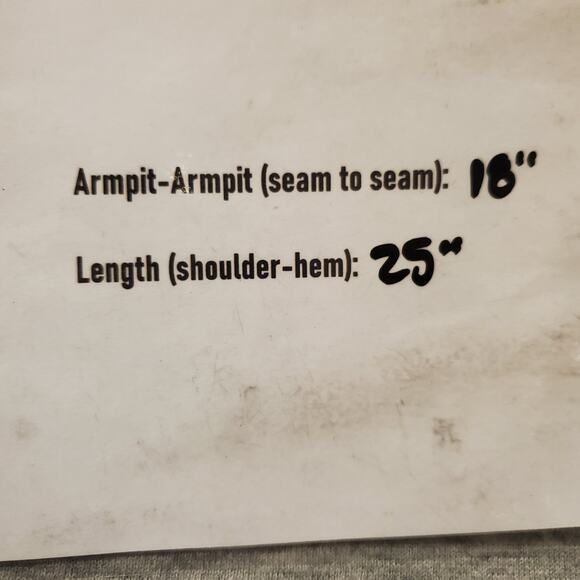 Armpit-Armpit (seam to seam): 18"
Length (shoulder-hem): 25"